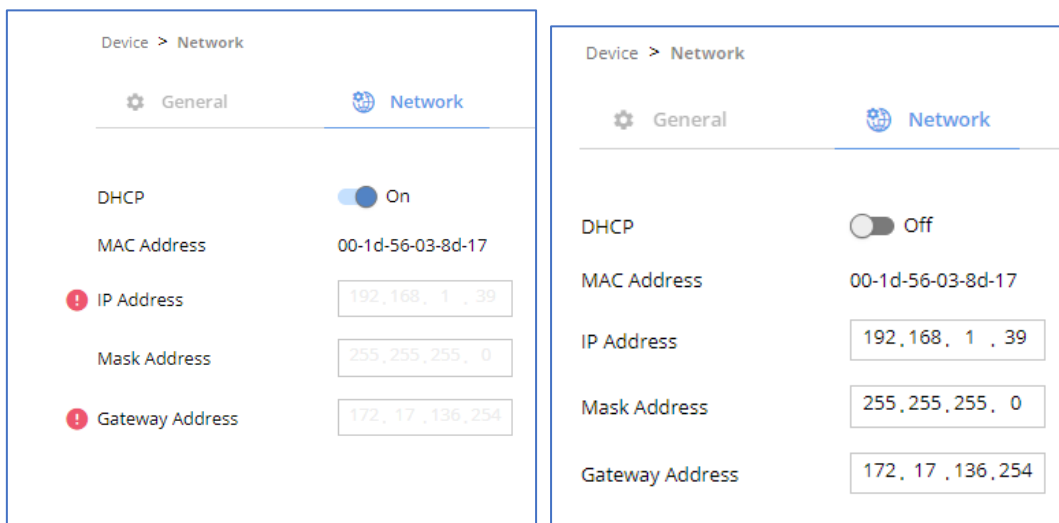 Device > Network
General
Network
DHCP
On
MAC Address
00-1d-56-03-8d-17
! IP Address
192.168. 1 .39
Mask Address
255.255.255. 0
! Gateway Address
172. 17 .136.254
Device > Network
General
Network
DHCP
Off
MAC Address
00-1d-56-03-8d-17
IP Address
192.168. 1 .39
Mask Address
255.255.255. 0
Gateway Address
172. 17 .136.254